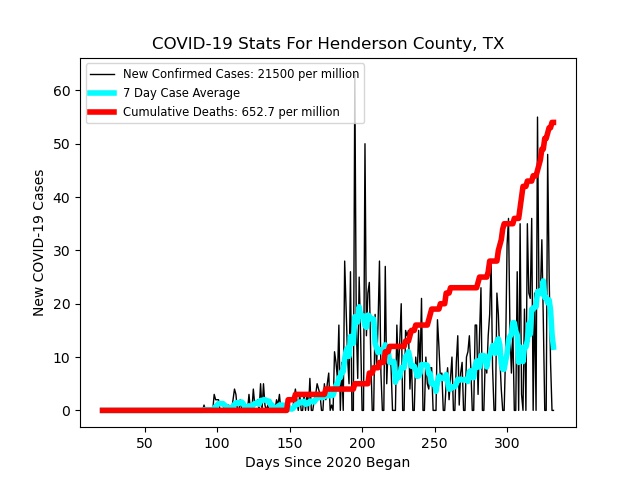 COVID-19 Stats For Henderson County, TX
New Confirmed Cases: 21500 per million
7 Day Case Average
Cumulative Deaths: 652.7 per million
New COVID-19 Cases
60
50
40
30
20
10
0
50 100 150 200 250 300
Days Since 2020 Began